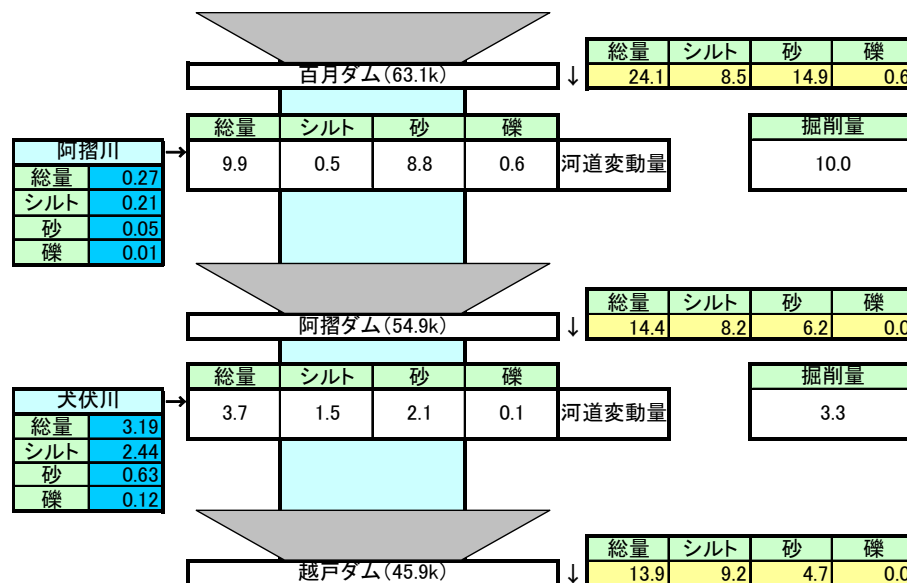 総量 シルト 砂 礫
百月ダム(63.1k) ↓ 24.1 8.5 14.9 0.6
総量 シルト 砂 礫 掘削量
阿摺川 → 9.9 0.5 8.8 0.6 河道変動量 10.0
総量 0.27
シルト 0.21
砂 0.05
礫 0.01
総量 シルト 砂 礫
阿摺ダム(54.9k) ↓ 14.4 8.2 6.2 0.0
総量 シルト 砂 礫 掘削量
犬伏川 → 3.7 1.5 2.1 0.1 河道変動量 3.3
総量 3.19
シルト 2.44
砂 0.63
礫 0.12
総量 シルト 砂 礫
越戸ダム(45.9k) ↓ 13.9 9.2 4.7 0.0